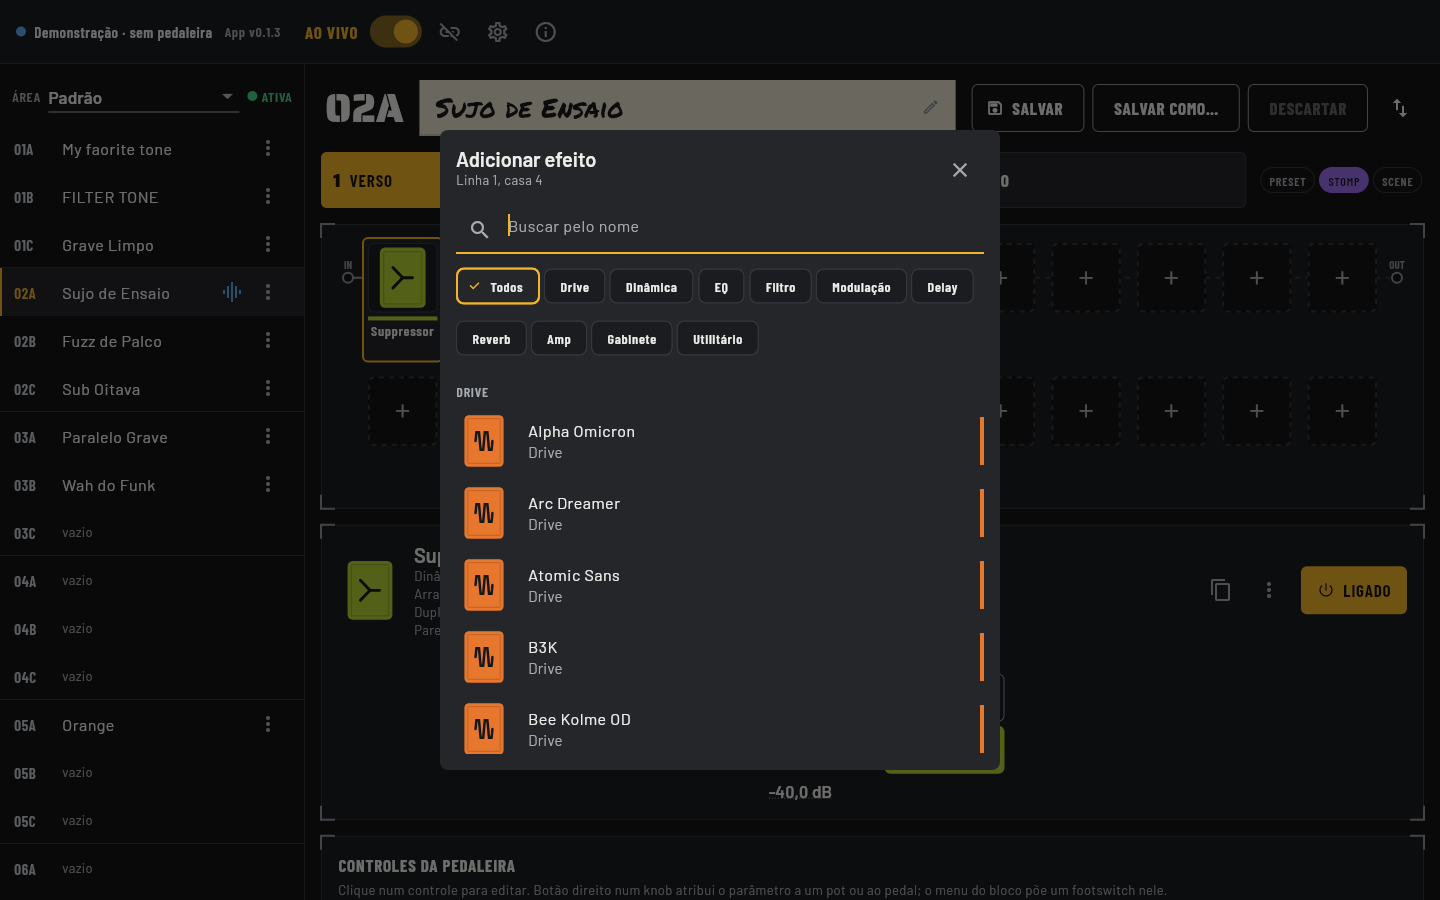 Demonstração · sem pedaleira App v0.1.3 AO VIVO
ÁREA Padrão ATIVA
01A My faorite tone
01B FILTER TONE
01C Grave Limpo
02A Sujo de Ensaio
02B Fuzz de Palco
02C Sub Oitava
03A Paralelo Grave
03B Wah do Funk
03C vazio
04A vazio
04B vazio
04C vazio
05A Orange
05B vazio
05C vazio
06A vazio
02A Sujo de Ensaio SALVAR SALVAR COMO... DESCARTAR
1 VERSO
PRESET STOMP SCENE
IN
Suppressor
OUT
Adicionar efeito
Linha 1, casa 4
Buscar pelo nome
Todos Drive Dinâmica EQ Filtro Modulação Delay
Reverb Amp Gabinete Utilitário
DRIVE
Alpha Omicron
Drive
Arc Dreamer
Drive
Atomic Sans
Drive
B3K
Drive
Bee Kolme OD
Drive
LIGADO
-40,0 dB
CONTROLES DA PEDALEIRA
Clique num controle para editar. Botão direito num knob atribui o parâmetro a um pot ou ao pedal; o menu do bloco põe um footswitch nele.